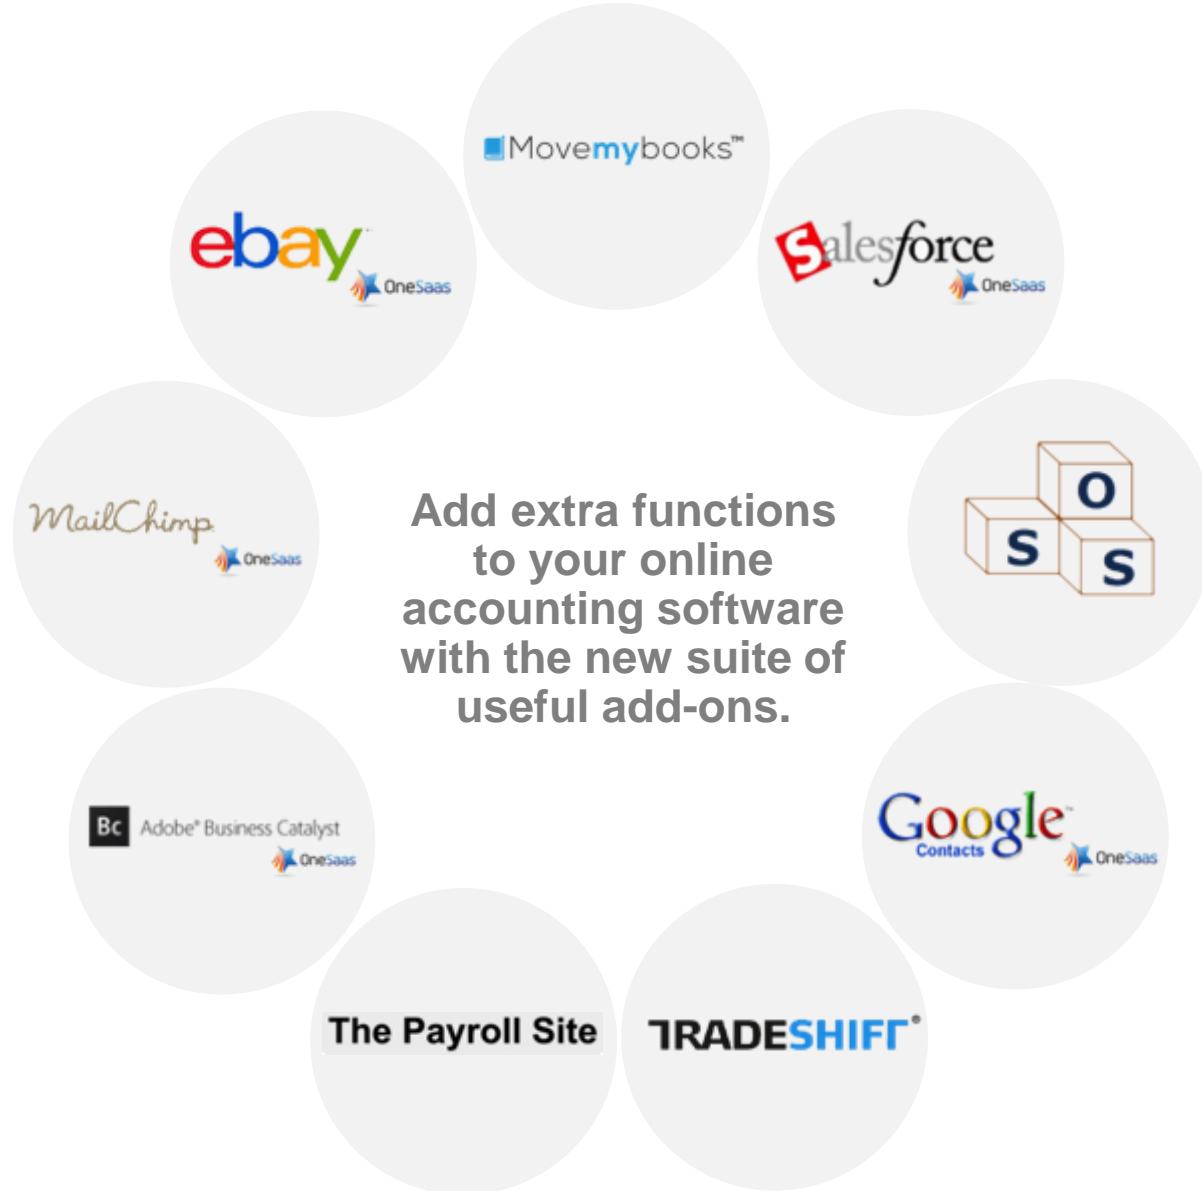 Movemybooks™
ebay™
OneSaas
Salesforce
OneSaas
MailChimp
OneSaas
O
S S
Add extra functions
to your online
accounting software
with the new suite of
useful add-ons.
Bc Adobe® Business Catalyst
OneSaas
Google™
Contacts
OneSaas
The Payroll Site
TRADESHIFT®